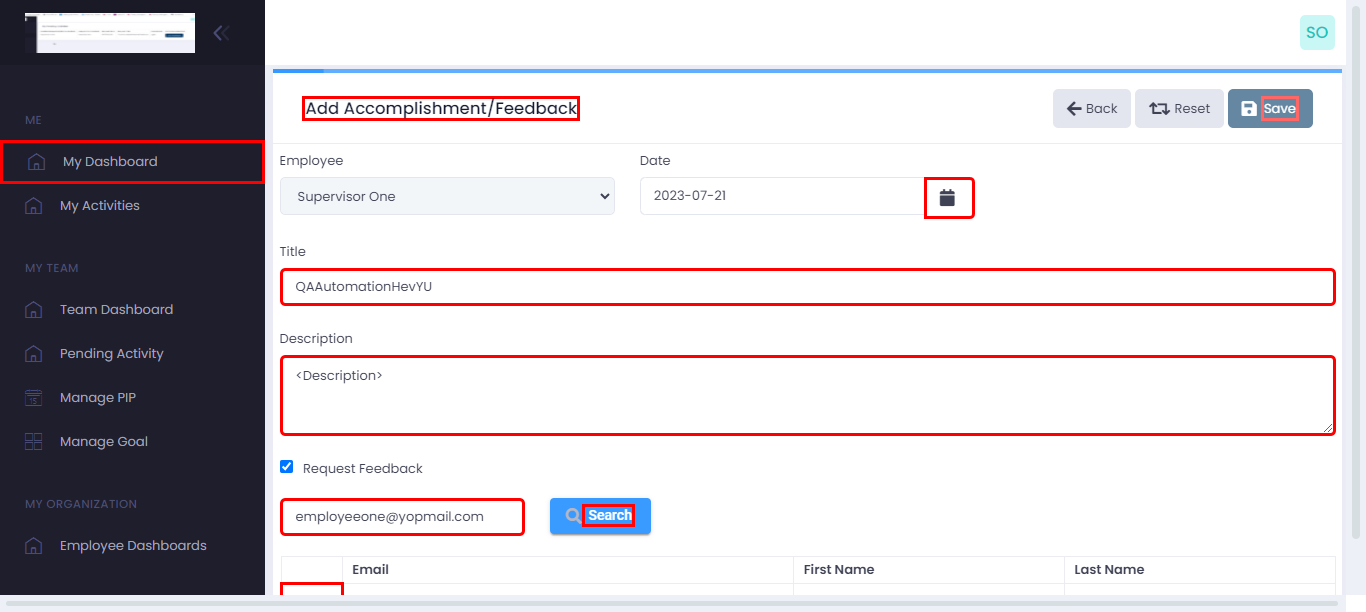 SO
ME
My Dashboard
My Activities
MY TEAM
Team Dashboard
Pending Activity
Manage PIP
Manage Goal
MY ORGANIZATION
Employee Dashboards
Add Accomplishment/Feedback
Back
Reset
Save
Employee
Date
Supervisor One
2023-07-21
Title
QAAutomationHevYU
Description
<Description>
Request Feedback
employeeone@yopmail.com
Search
Email
First Name
Last Name